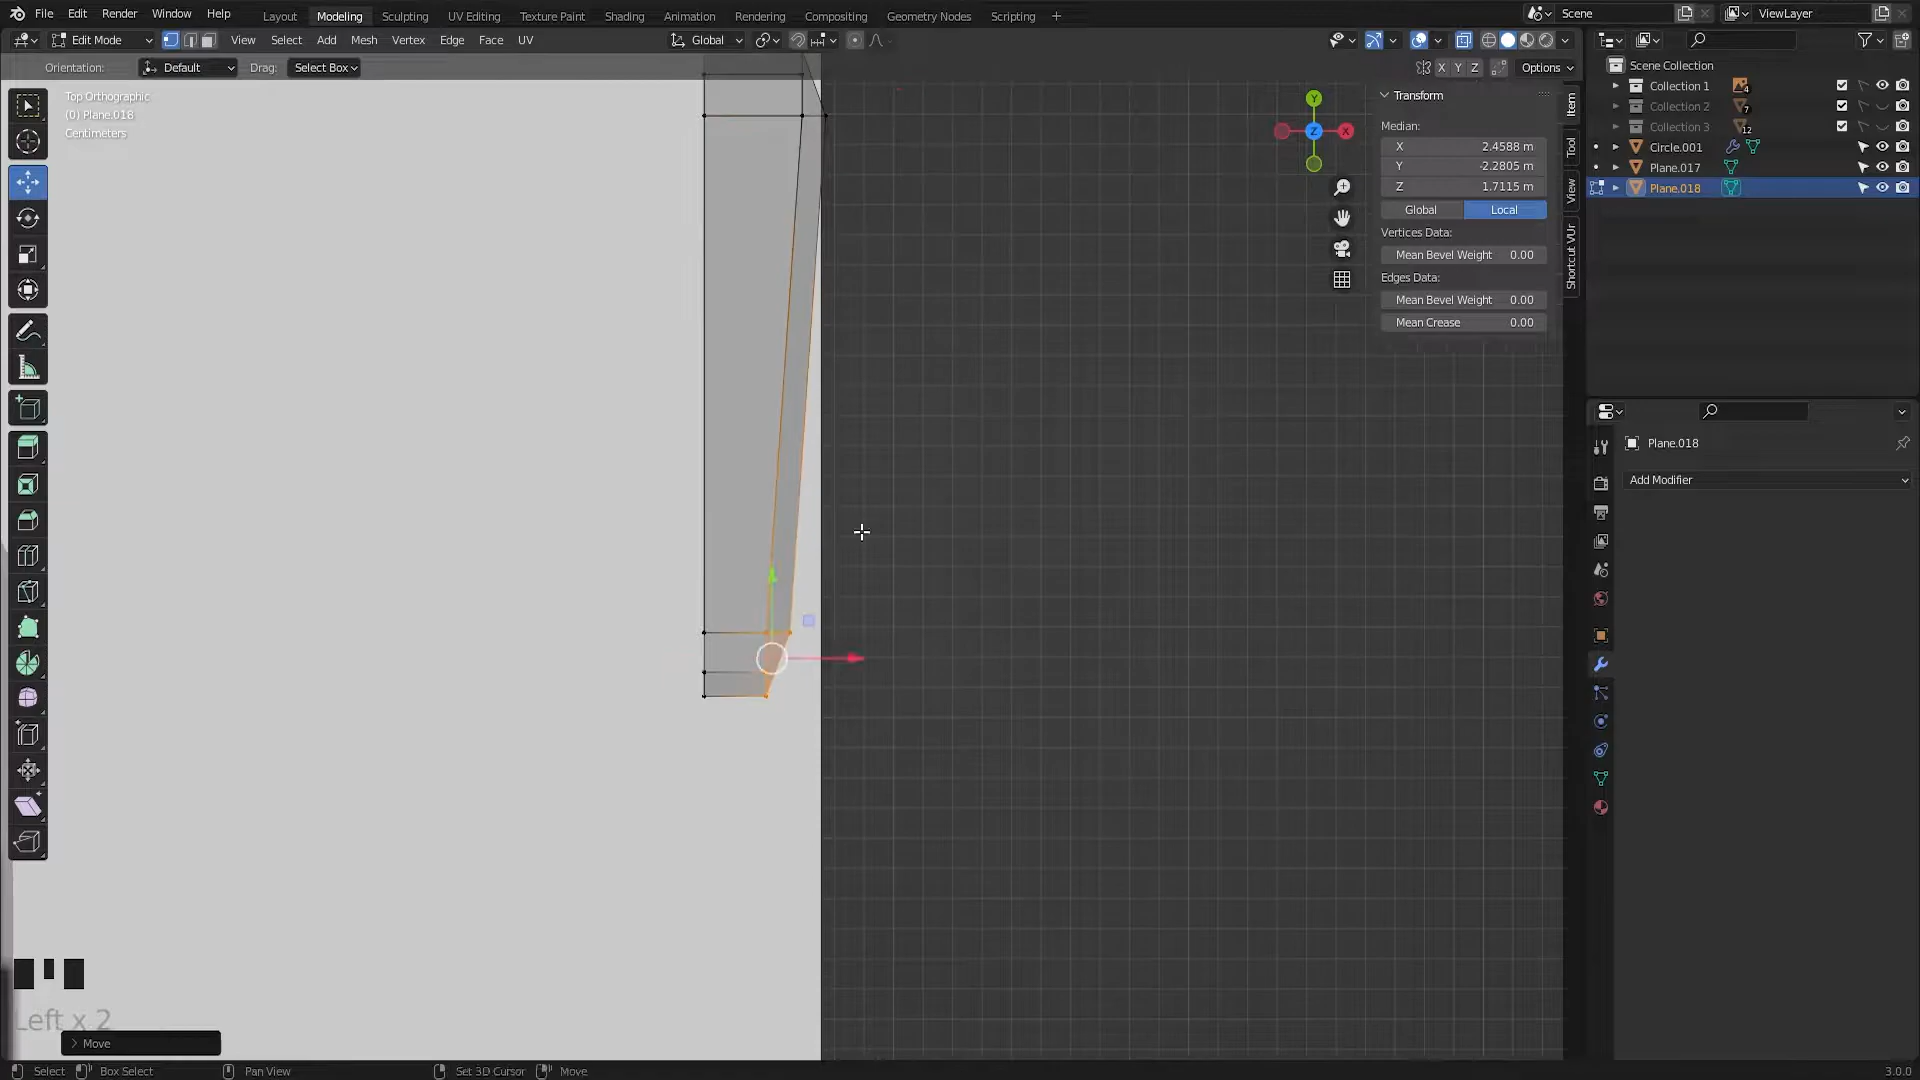 File Edit Render Window Help Layout Modeling Sculpting UV Editing Texture Paint Shading Animation Rendering Compositing Geometry Nodes Scripting + Scene ViewLayer
Edit Mode View Select Add Mesh Vertex Edge Face UV Global
Orientation: Default Drag: Select Box X Y Z Options
Top Orthographic
(0) Plane.018
Centimeters
Y
Z X
Transform
Median:
X 2.4588 m
Y -2.2805 m
Z 1.7115 m
Global Local
Vertices Data:
Mean Bevel Weight 0.00
Edges Data:
Mean Bevel Weight 0.00
Mean Crease 0.00
Item
Tool
View
Shortcut VUr
Scene Collection
Collection 1 4
Collection 2 7
Collection 3 12
Circle.001
Plane.017
Plane.018
Plane.018
Add Modifier
Left x 2
Move
Select Box Select Pan View Set 3D Cursor Move 3.0.0